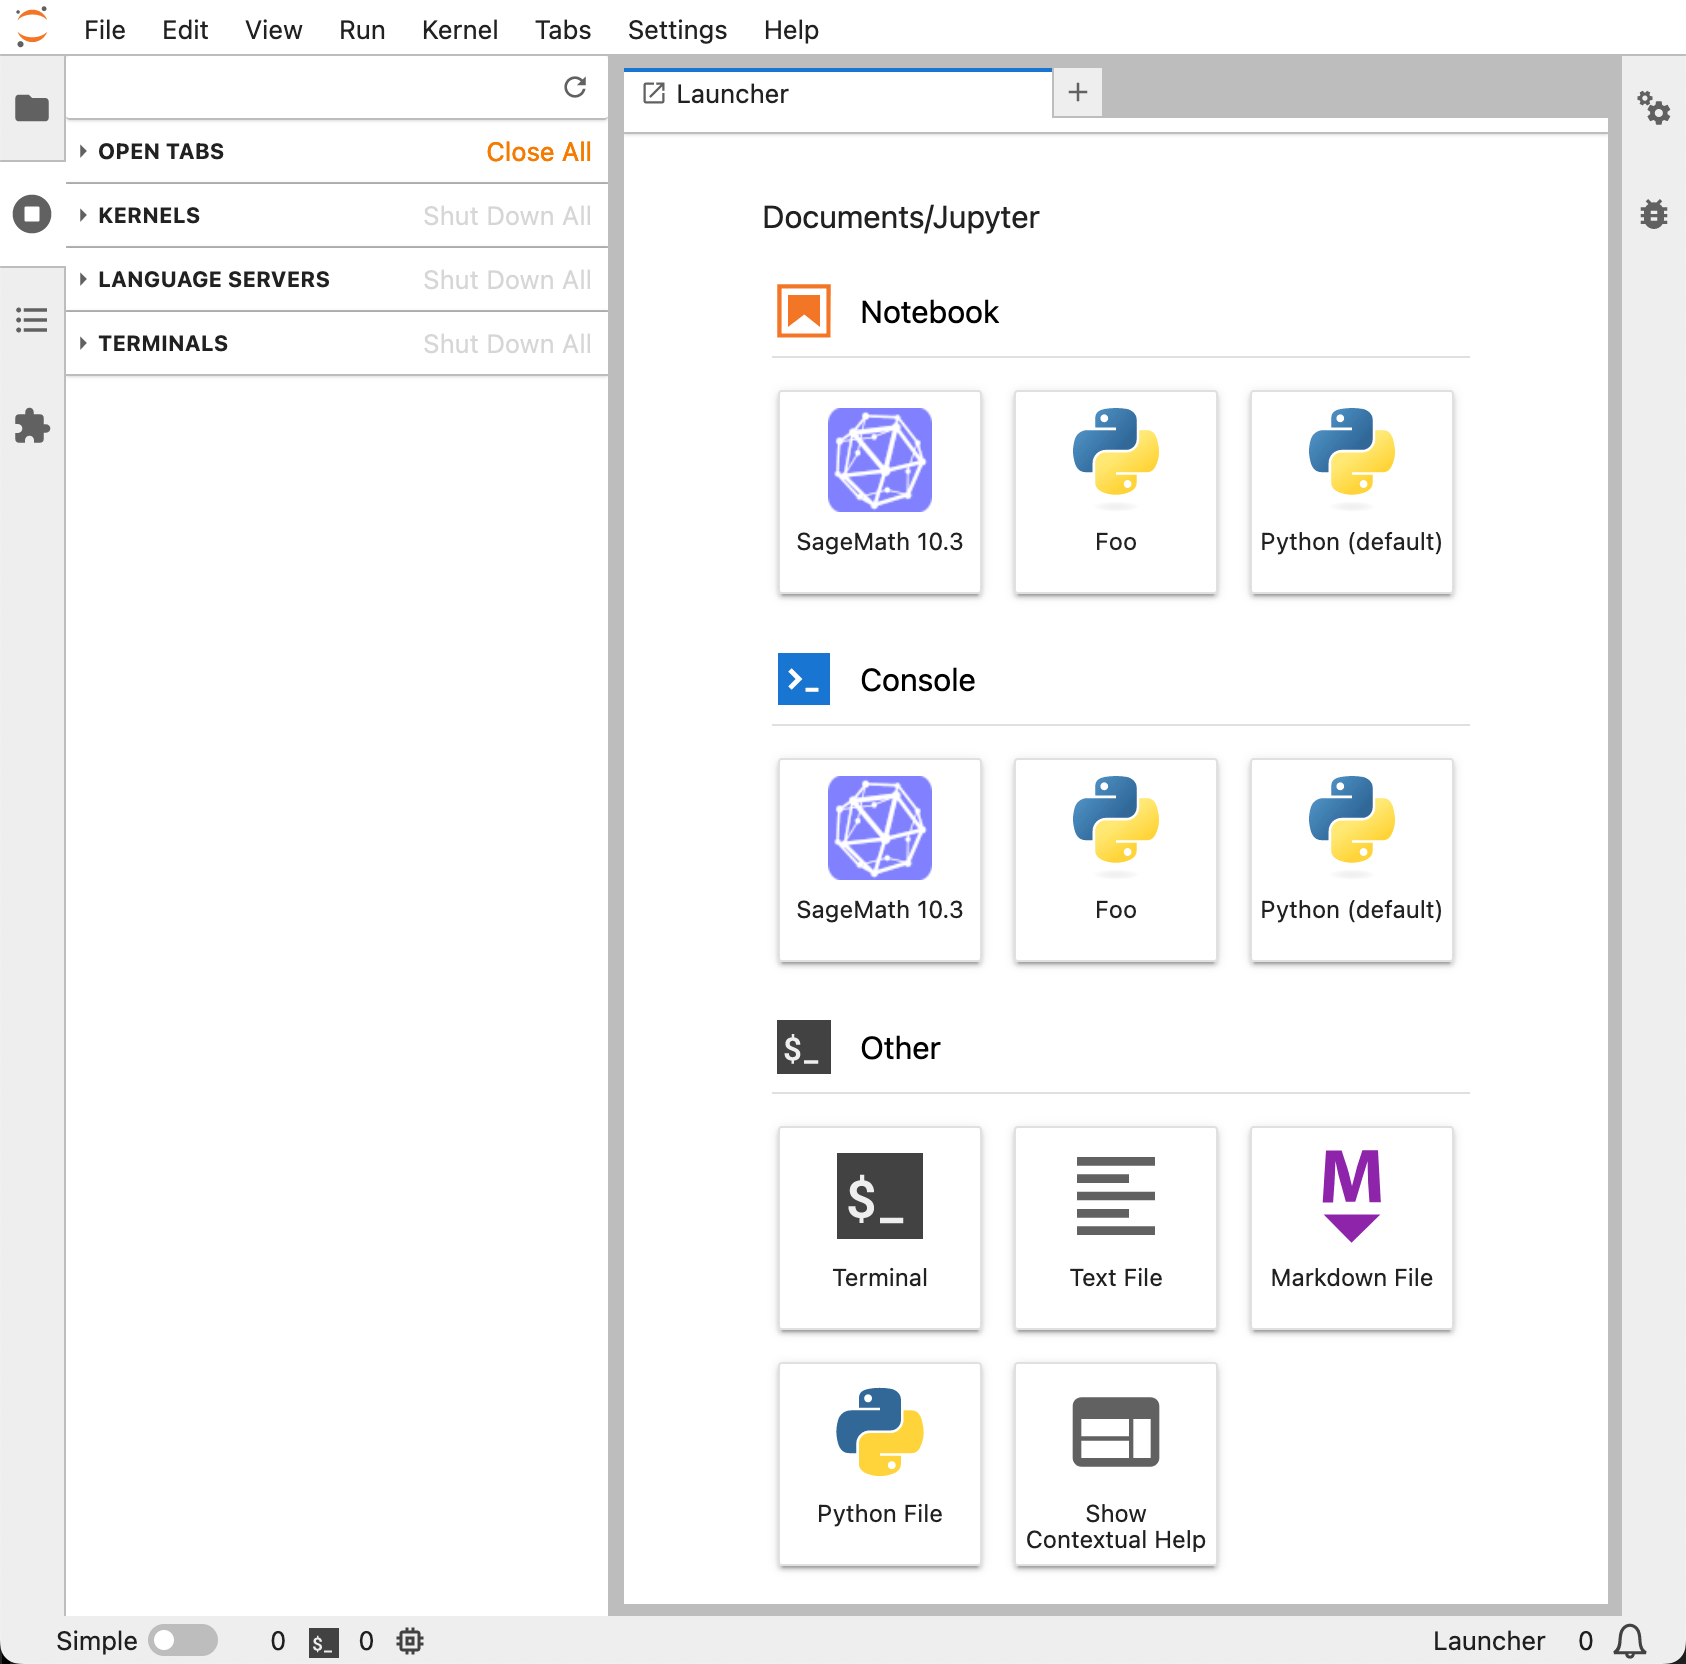 File Edit View Run Kernel Tabs Settings Help
OPEN TABS Close All
KERNELS Shut Down All
LANGUAGE SERVERS Shut Down All
TERMINALS Shut Down All
Launcher
Documents/Jupyter
Notebook
SageMath 10.3 Foo Python (default)
>_ Console
SageMath 10.3 Foo Python (default)
$_ Other
$_ M
Terminal Text File Markdown File
Python File Show
Contextual Help
Simple 0 $_ 0 Launcher 0